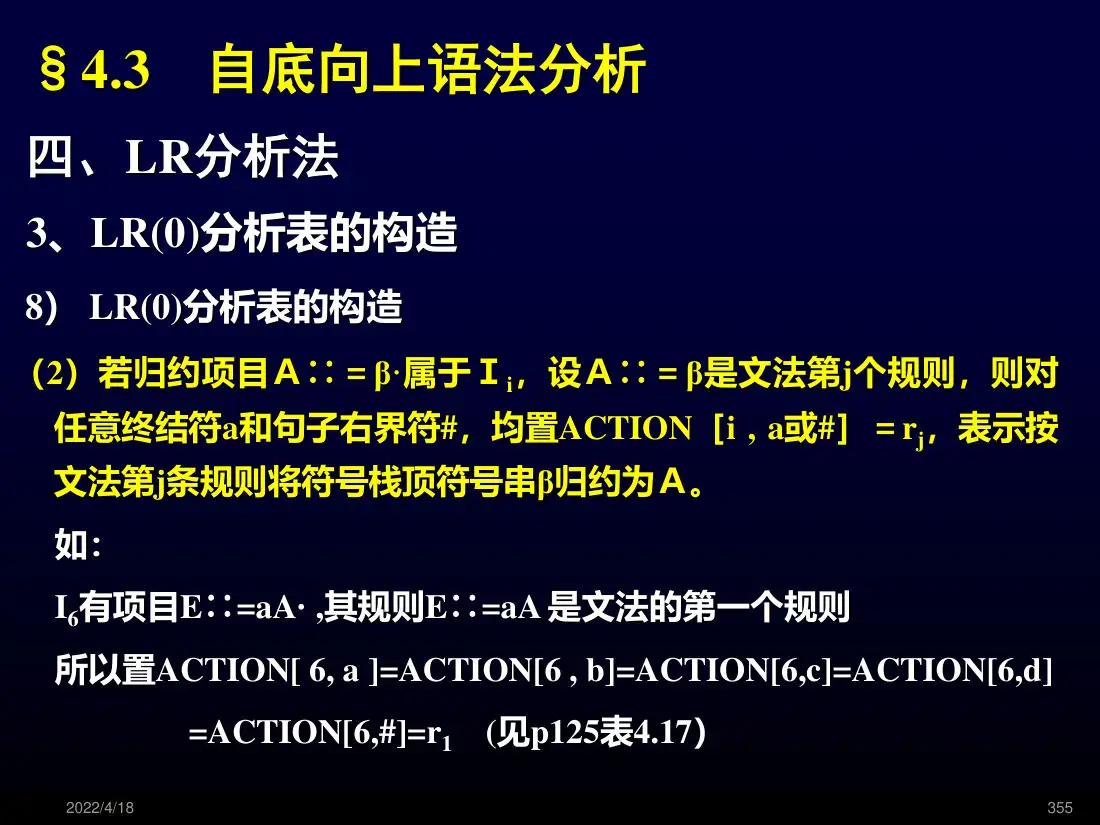 §4.3 自底向上语法分析
四、LR分析法
3、LR(0)分析表的构造
8） LR(0)分析表的构造
（2）若归约项目Ａ∷＝β·属于Ｉi，设Ａ∷＝β是文法第j个规则，则对
任意终结符a和句子右界符#，均置ACTION［i , a或#］＝rj，表示按
文法第j条规则将符号栈顶符号串β归约为Ａ。
如：
I6有项目E∷=aA· ,其规则E∷=aA 是文法的第一个规则
所以置ACTION[ 6, a ]=ACTION[6 , b]=ACTION[6,c]=ACTION[6,d]
=ACTION[6,#]=r1 (见p125表4.17）
2022/4/18
355